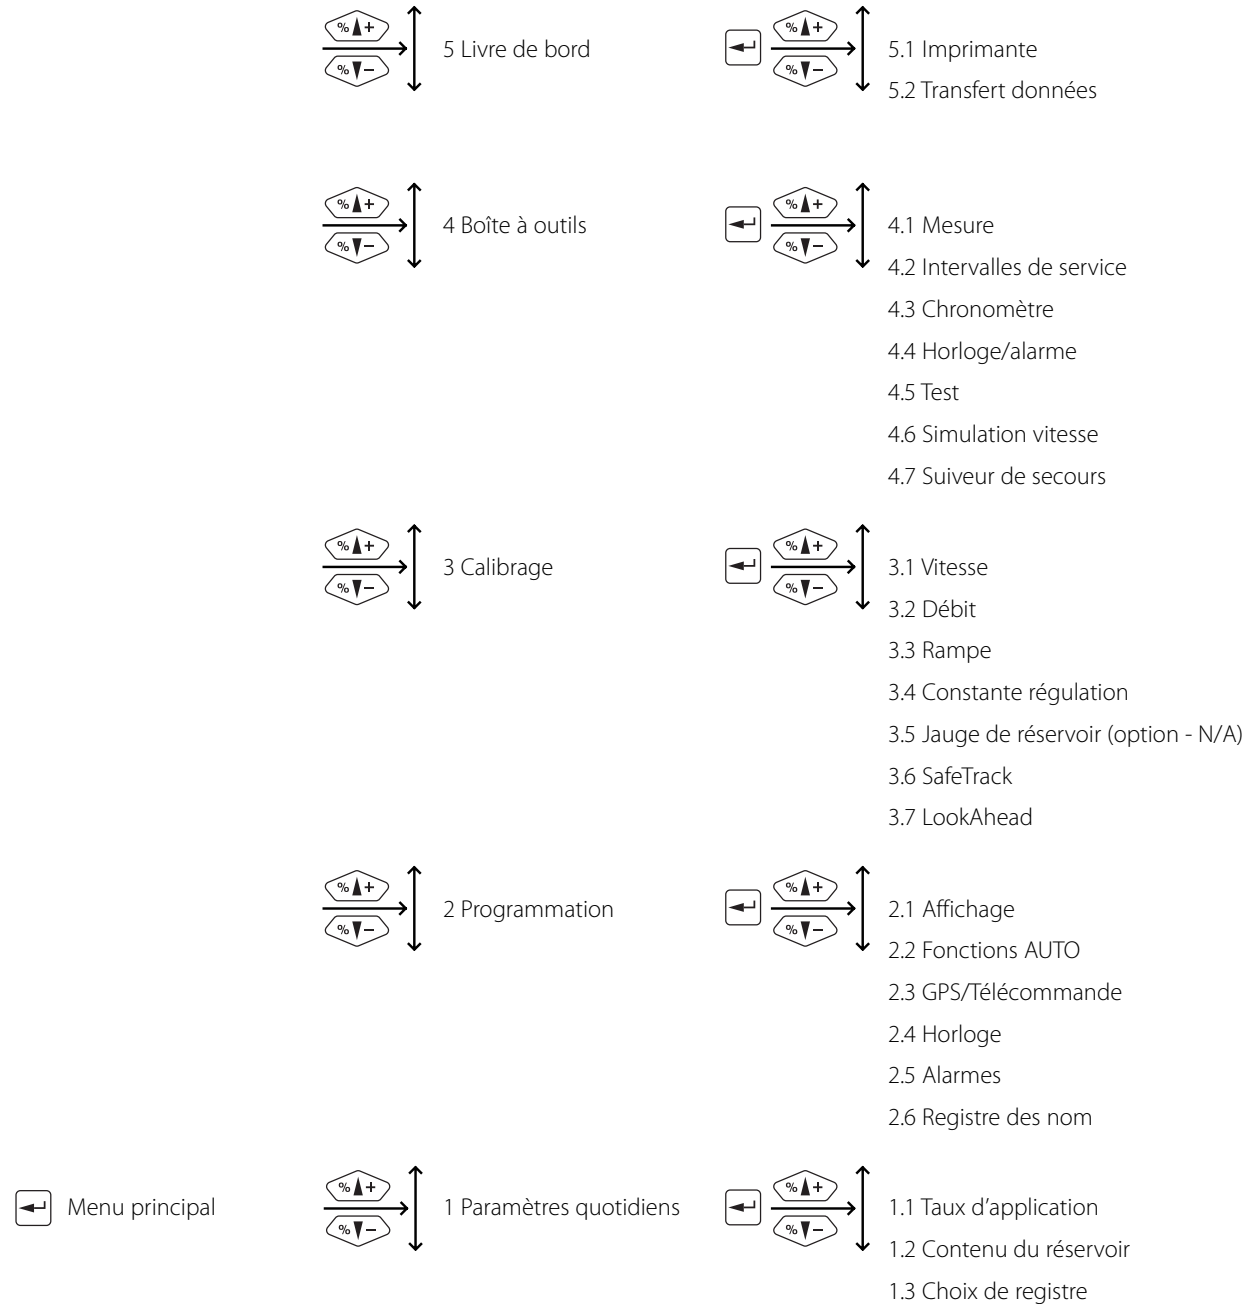 5 Livre de bord
5.1 Imprimante
5.2 Transfert données
4 Boîte à outils
4.1 Mesure
4.2 Intervalles de service
4.3 Chronomètre
4.4 Horloge/alarme
4.5 Test
4.6 Simulation vitesse
4.7 Suiveur de secours
3 Calibrage
3.1 Vitesse
3.2 Débit
3.3 Rampe
3.4 Constante régulation
3.5 Jauge de réservoir (option - N/A)
3.6 SafeTrack
3.7 LookAhead
2 Programmation
2.1 Affichage
2.2 Fonctions AUTO
2.3 GPS/Télécommande
2.4 Horloge
2.5 Alarmes
2.6 Registre des nom
Menu principal
1 Paramètres quotidiens
1.1 Taux d’application
1.2 Contenu du réservoir
1.3 Choix de registre